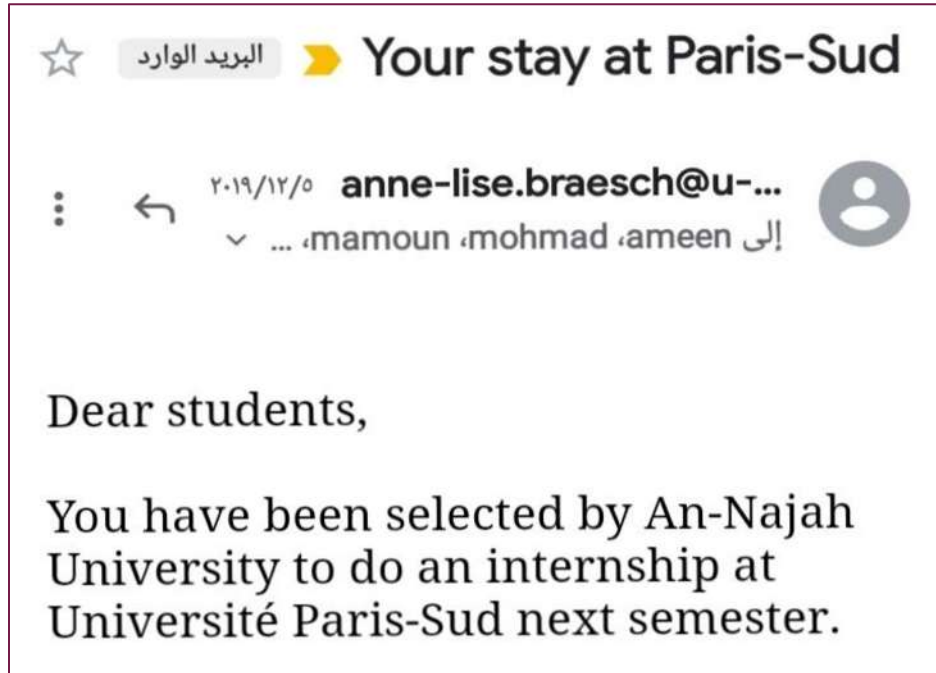 البريد الوارد Your stay at Paris-Sud
anne-lise.braesch@u-... ٢٠١٩/١٢/٥
إلى ameen، mohmad، mamoun، ...
Dear students,
You have been selected by An-Najah
University to do an internship at
Université Paris-Sud next semester.